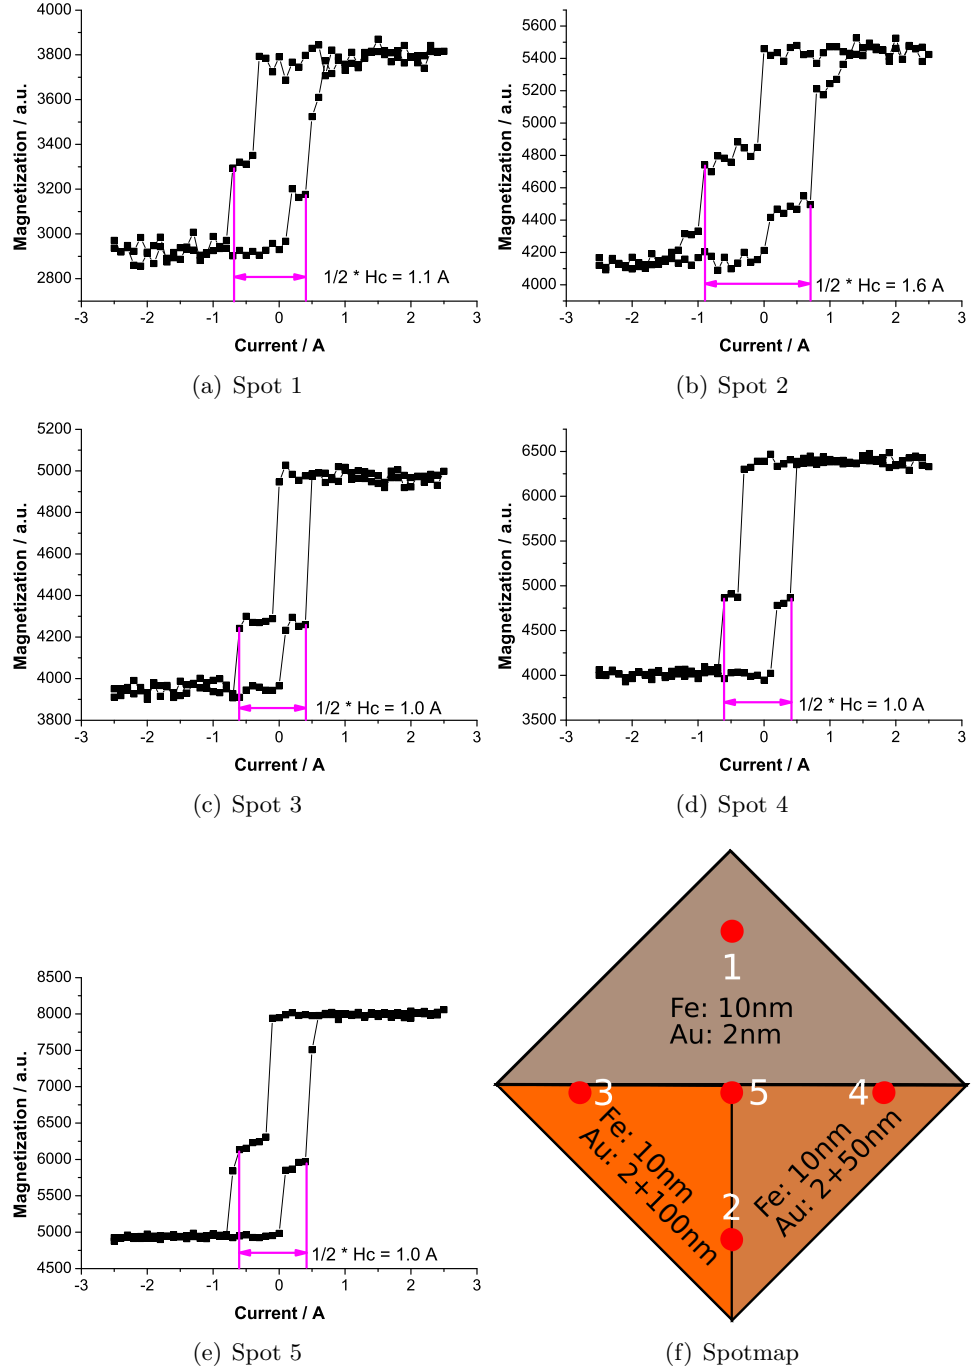 4000
3800
3600
3400
3200
3000
2800
Magnetization / a.u.
1/2 * Hc = 1.1 A
-3 -2 -1 0 1 2 3
Current / A
(a) Spot 1
5600
5400
5200
5000
4800
4600
4400
4200
4000
Magnetization / a.u.
1/2 * Hc = 1.6 A
-3 -2 -1 0 1 2 3
Current / A
(b) Spot 2
5200
5000
4800
4600
4400
4200
4000
3800
Magnetization / a.u.
1/2 * Hc = 1.0 A
-3 -2 -1 0 1 2 3
Current / A
(c) Spot 3
6500
6000
5500
5000
4500
4000
3500
Magnetization / a.u.
1/2 * Hc = 1.0 A
-3 -2 -1 0 1 2 3
Current / A
(d) Spot 4
8500
8000
7500
7000
6500
6000
5500
5000
4500
Magnetization / a.u.
1/2 * Hc = 1.0 A
-3 -2 -1 0 1 2 3
Current / A
(e) Spot 5
1
Fe: 10nm
Au: 2nm
3 5 4
Fe: 10nm
Au: 2+100nm
Fe: 10nm
Au: 2+50nm
2
(f) Spotmap